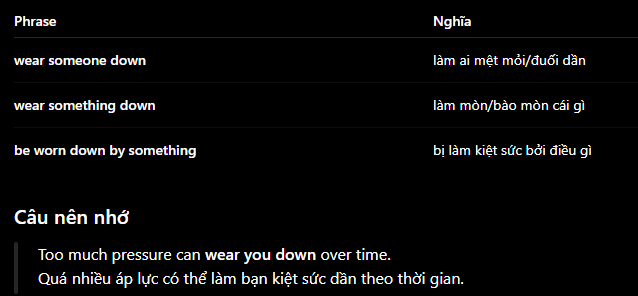 Phrase Nghĩa
wear someone down làm ai mệt mỏi/đuối dần
wear something down làm mòn/bào mòn cái gì
be worn down by something bị làm kiệt sức bởi điều gì
Câu nên nhớ
Too much pressure can wear you down over time.
Quá nhiều áp lực có thể làm bạn kiệt sức dần theo thời gian.